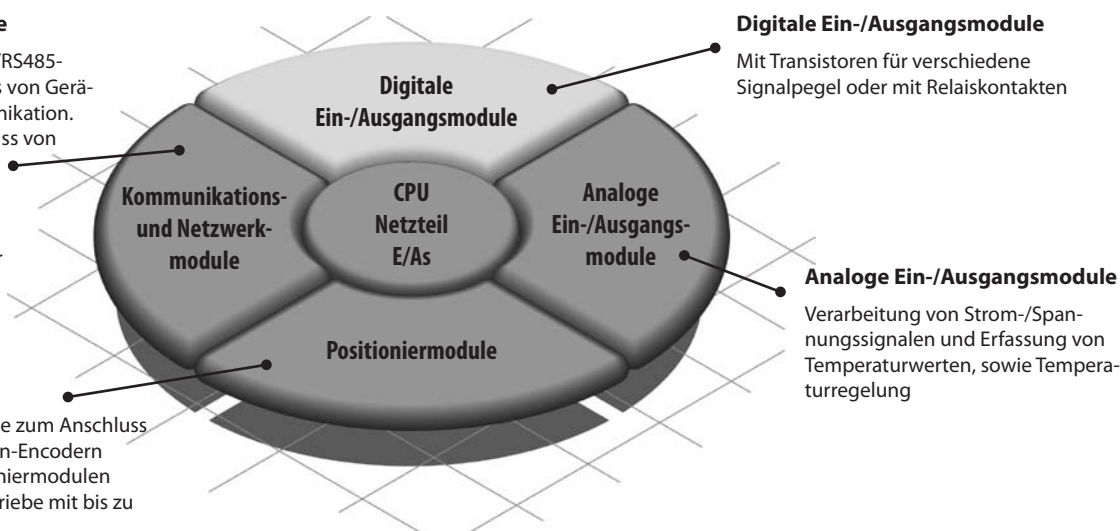 e
/RS485-
s von Gerä-
nikation.
ss von
Digitale
Ein-/Ausgangsmodule
Kommunikations-
und Netzwerk-
module
CPU
Netzteil
E/As
Analoge
Ein-/Ausgangs-
module
Positioniermodule
Digitale Ein-/Ausgangsmodule
Mit Transistoren für verschiedene
Signalpegel oder mit Relaiskontakten
Analoge Ein-/Ausgangsmodule
Verarbeitung von Strom-/Span-
nungssignalen und Erfassung von
Temperaturwerten, sowie Tempera-
turregelung
e zum Anschluss
n-Encodern
niermodulen
riebe mit bis zu